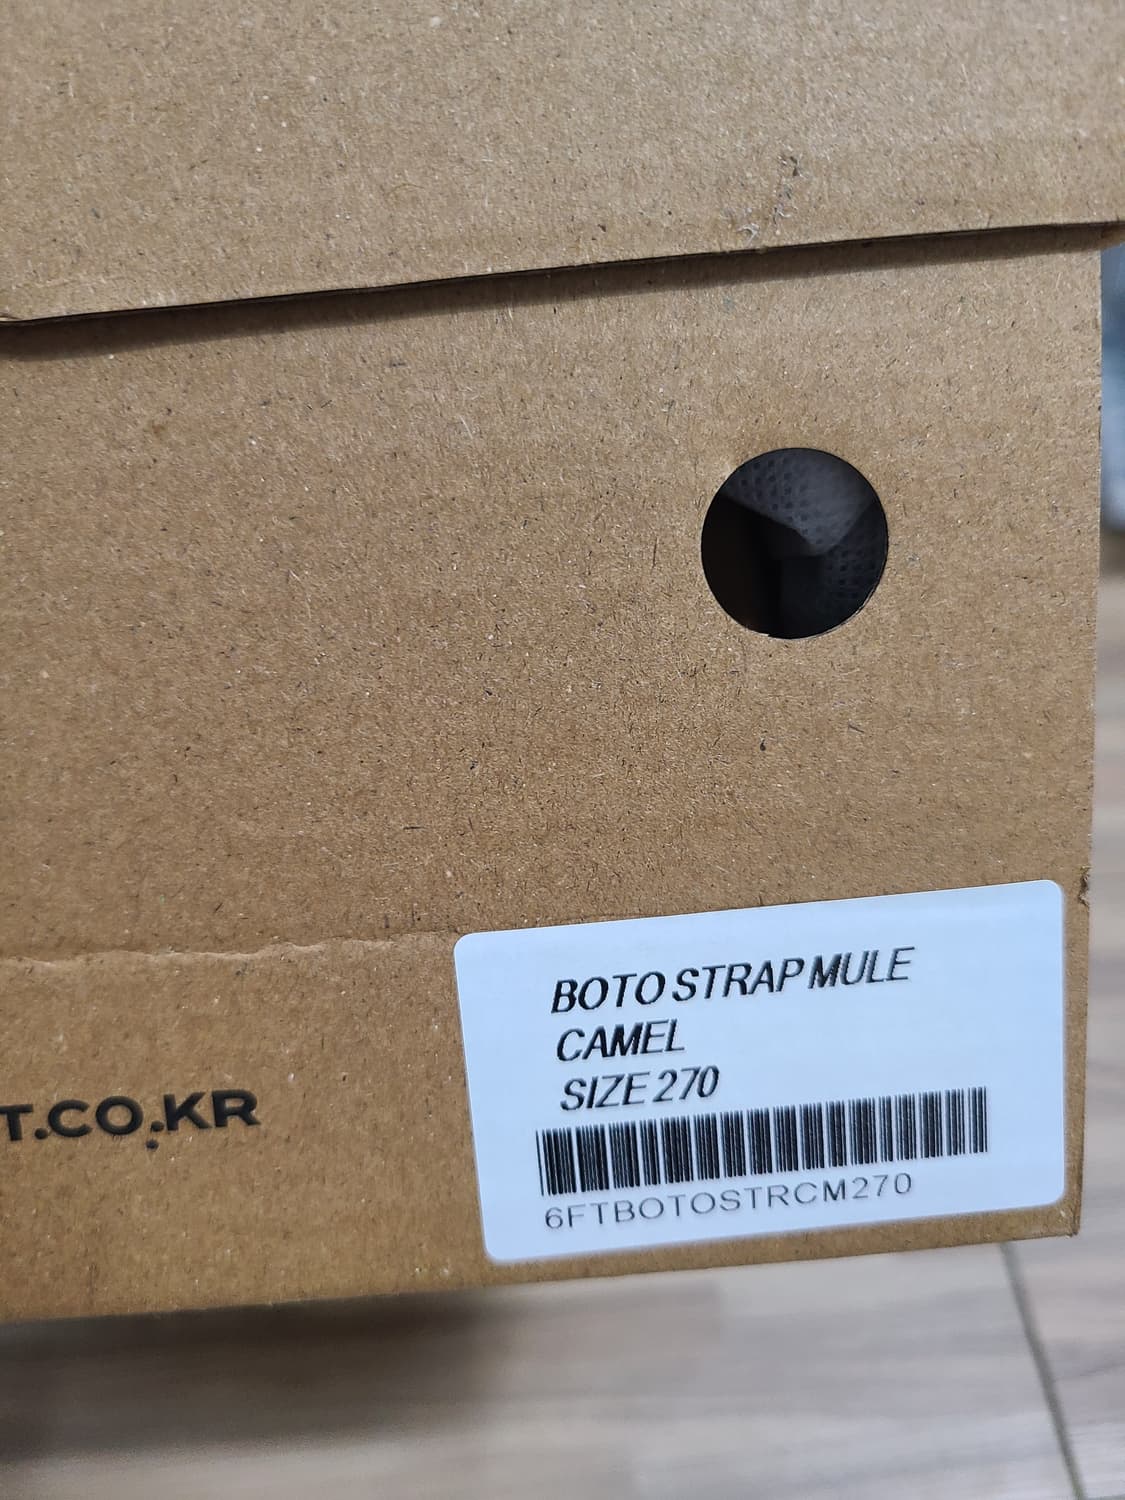 T.CO.KR
BOTO STRAP MULE
CAMEL
SIZE 270
6FTBOTOSTRCM270